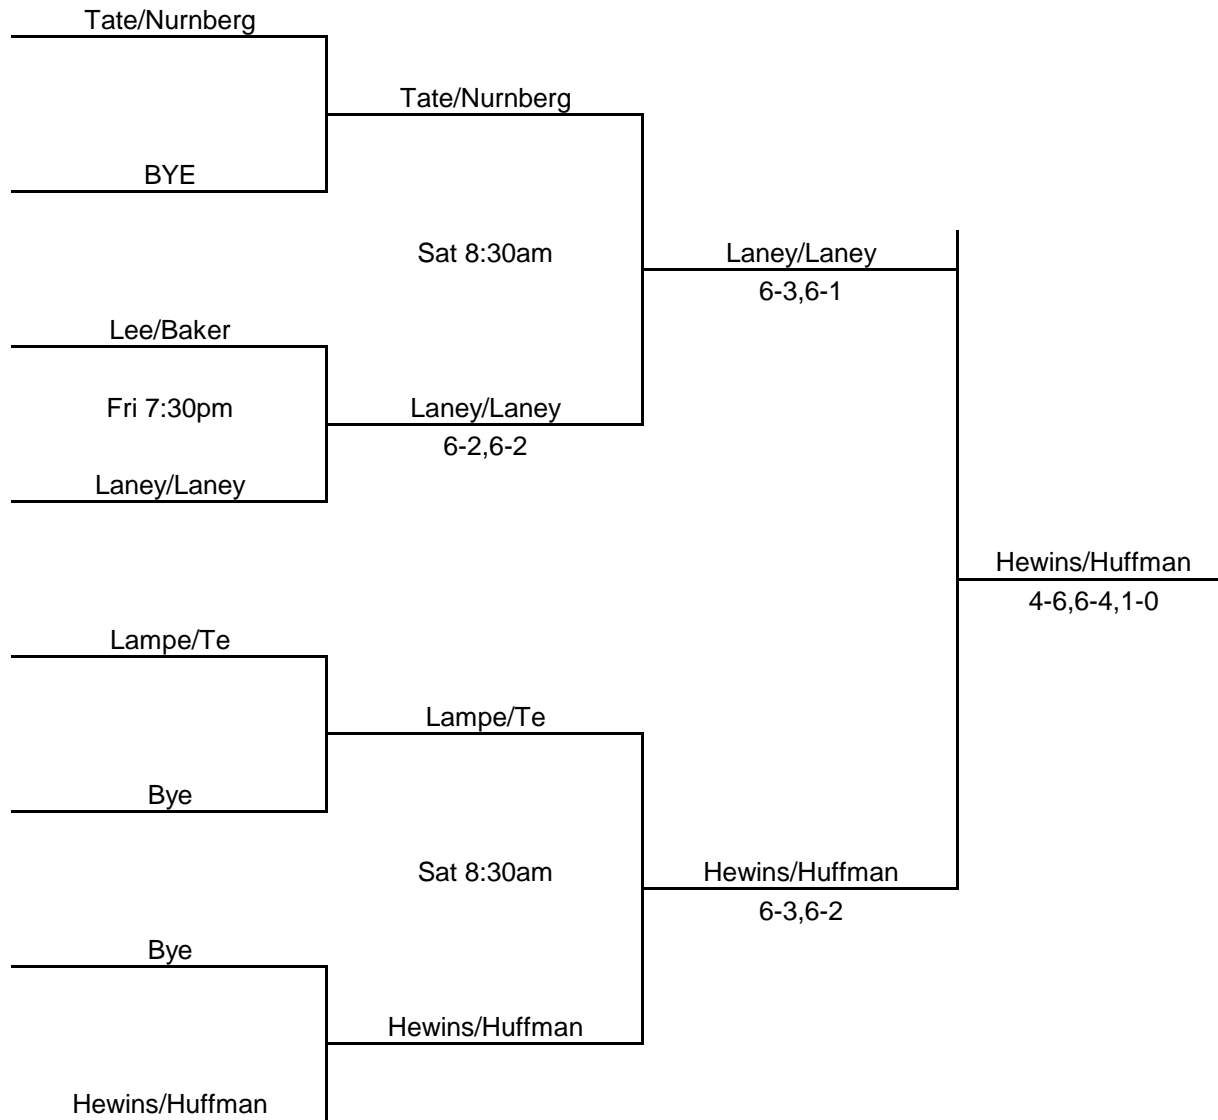 Tate/Nurnberg
Tate/Nurnberg
BYE
Sat 8:30am
Laney/Laney
6-3,6-1
Lee/Baker
Fri 7:30pm
Laney/Laney
6-2,6-2
Laney/Laney
Hewins/Huffman
4-6,6-4,1-0
Lampe/Te
Lampe/Te
Bye
Sat 8:30am
Hewins/Huffman
6-3,6-2
Bye
Hewins/Huffman
Hewins/Huffman